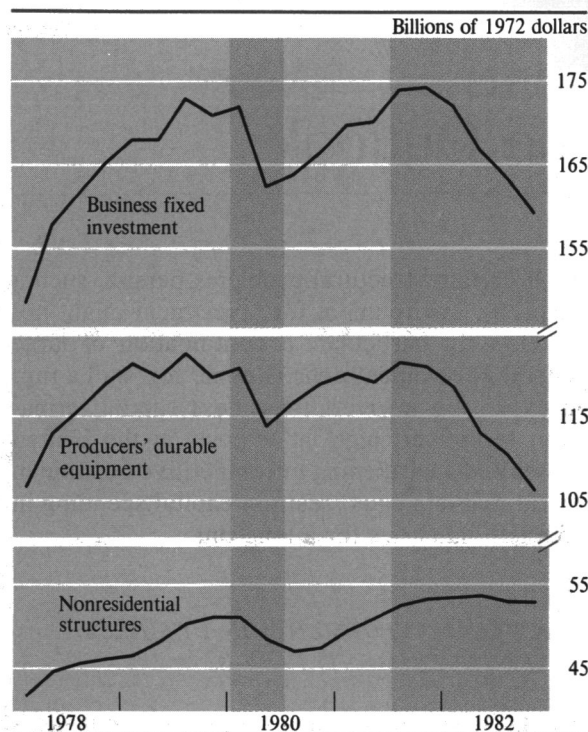 Billions of 1972 dollars
175
165
Business fixed
investment
155
115
Producers' durable
equipment
105
55
Nonresidential
structures
45
1978 1980 1982